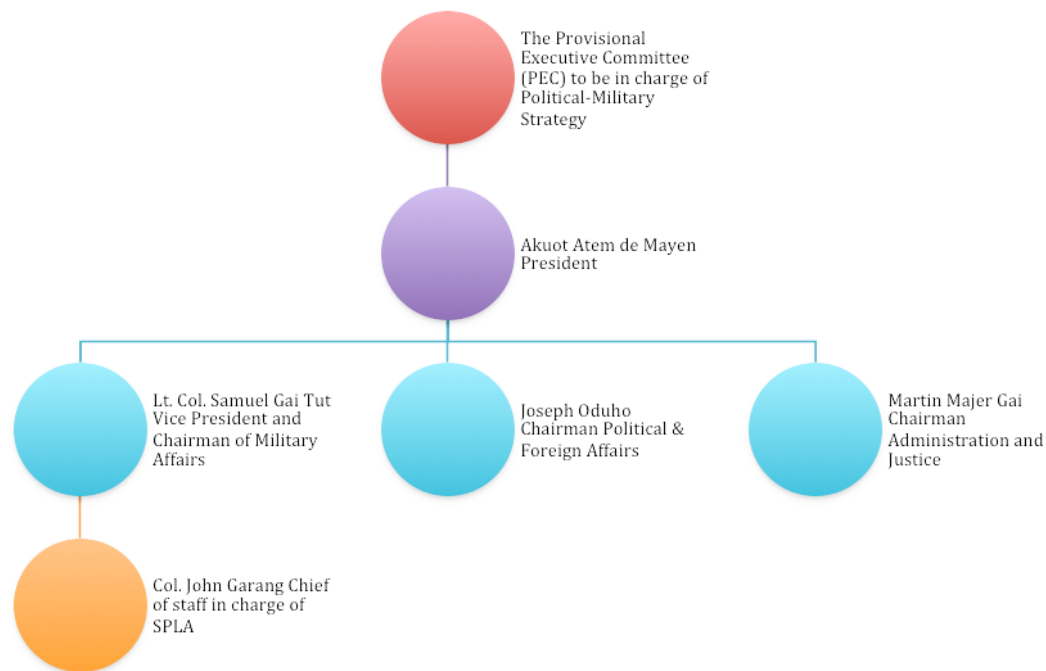 The Provisional
Executive Committee
(PEC) to be in charge of
Political-Military
Strategy
Akuot Atem de Mayen
President
Lt. Col. Samuel Gai Tut
Vice President and
Chairman of Military
Affairs
Joseph Oduho
Chairman Political &
Foreign Affairs
Martin Majer Gai
Chairman
Administration and
Justice
Col. John Garang Chief
of staff in charge of
SPLA